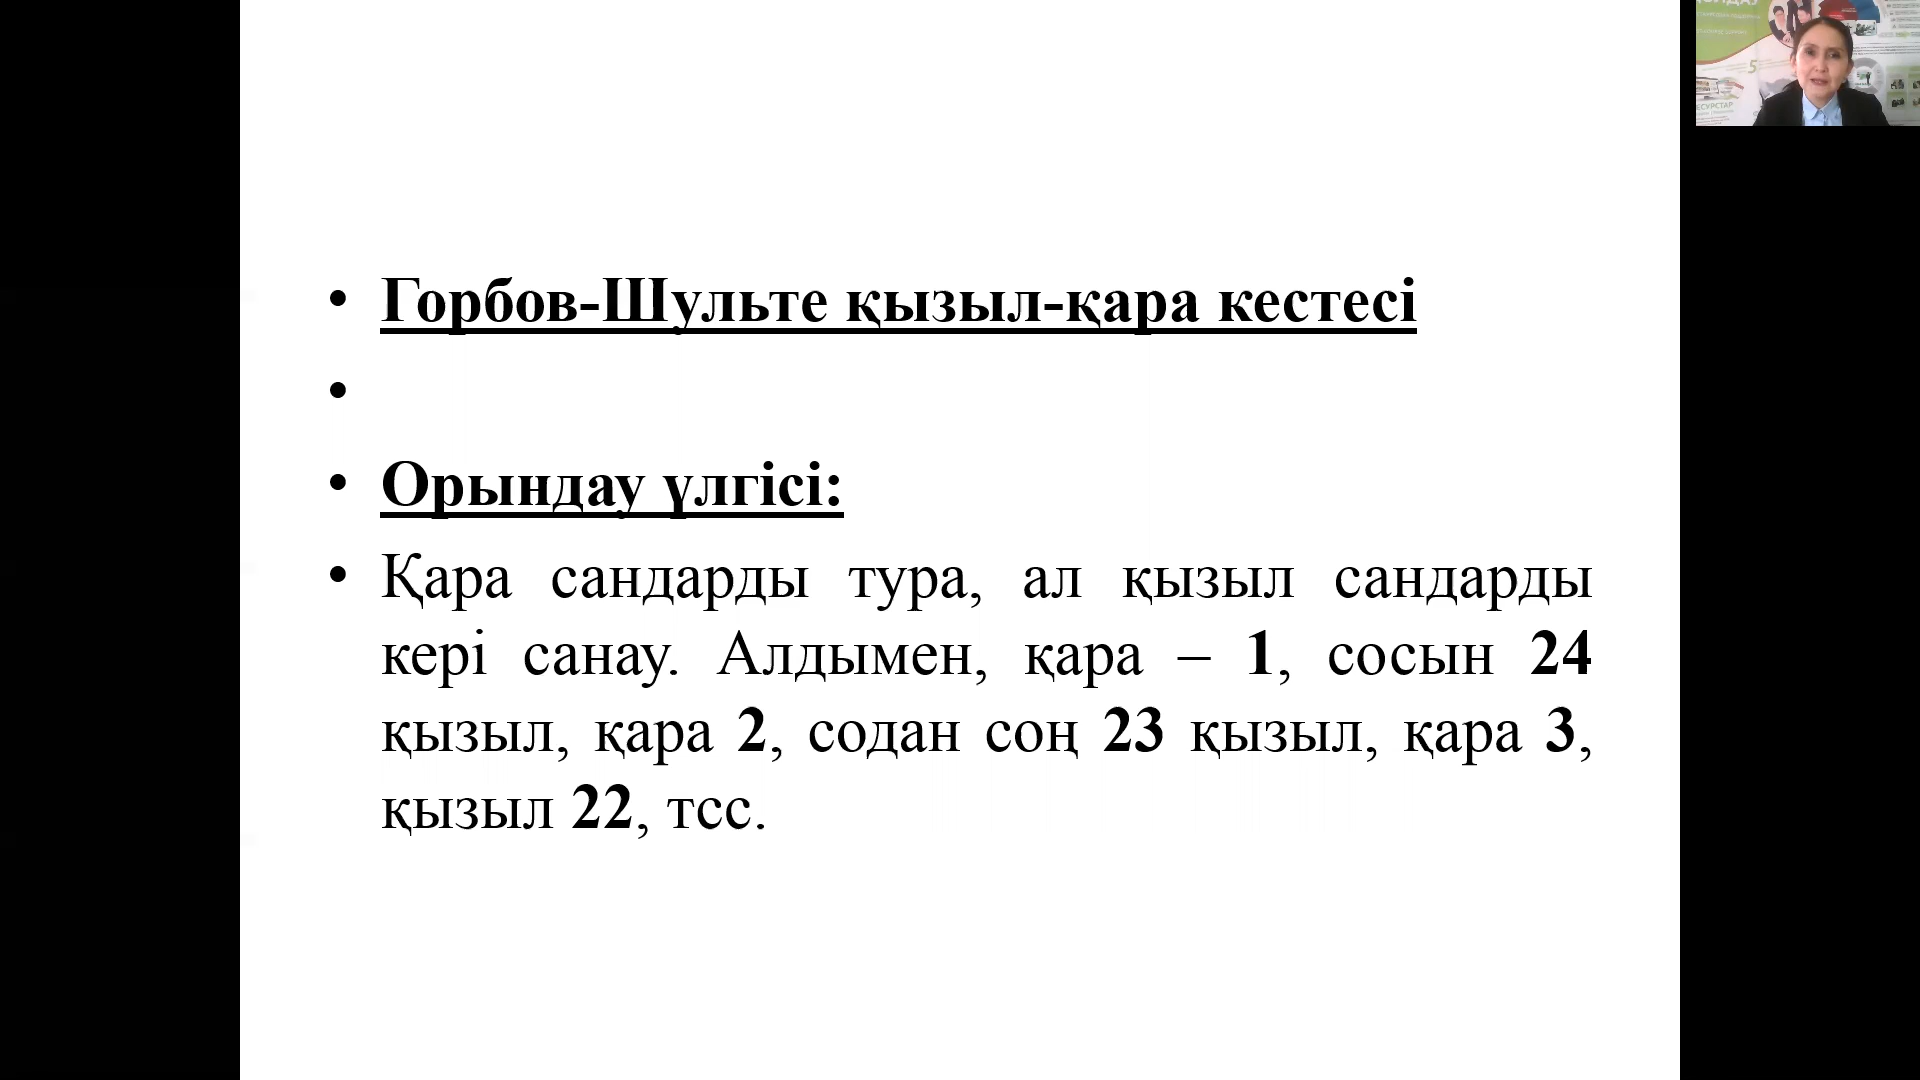 • Горбов-Шульте қызыл-қара кестесі
•
• Орындау үлгісі:
• Қара сандарды тура, ал қызыл сандарды
кері санау. Алдымен, қара – 1, сосын 24
қызыл, қара 2, содан соң 23 қызыл, қара 3,
қызыл 22, тсс.
5